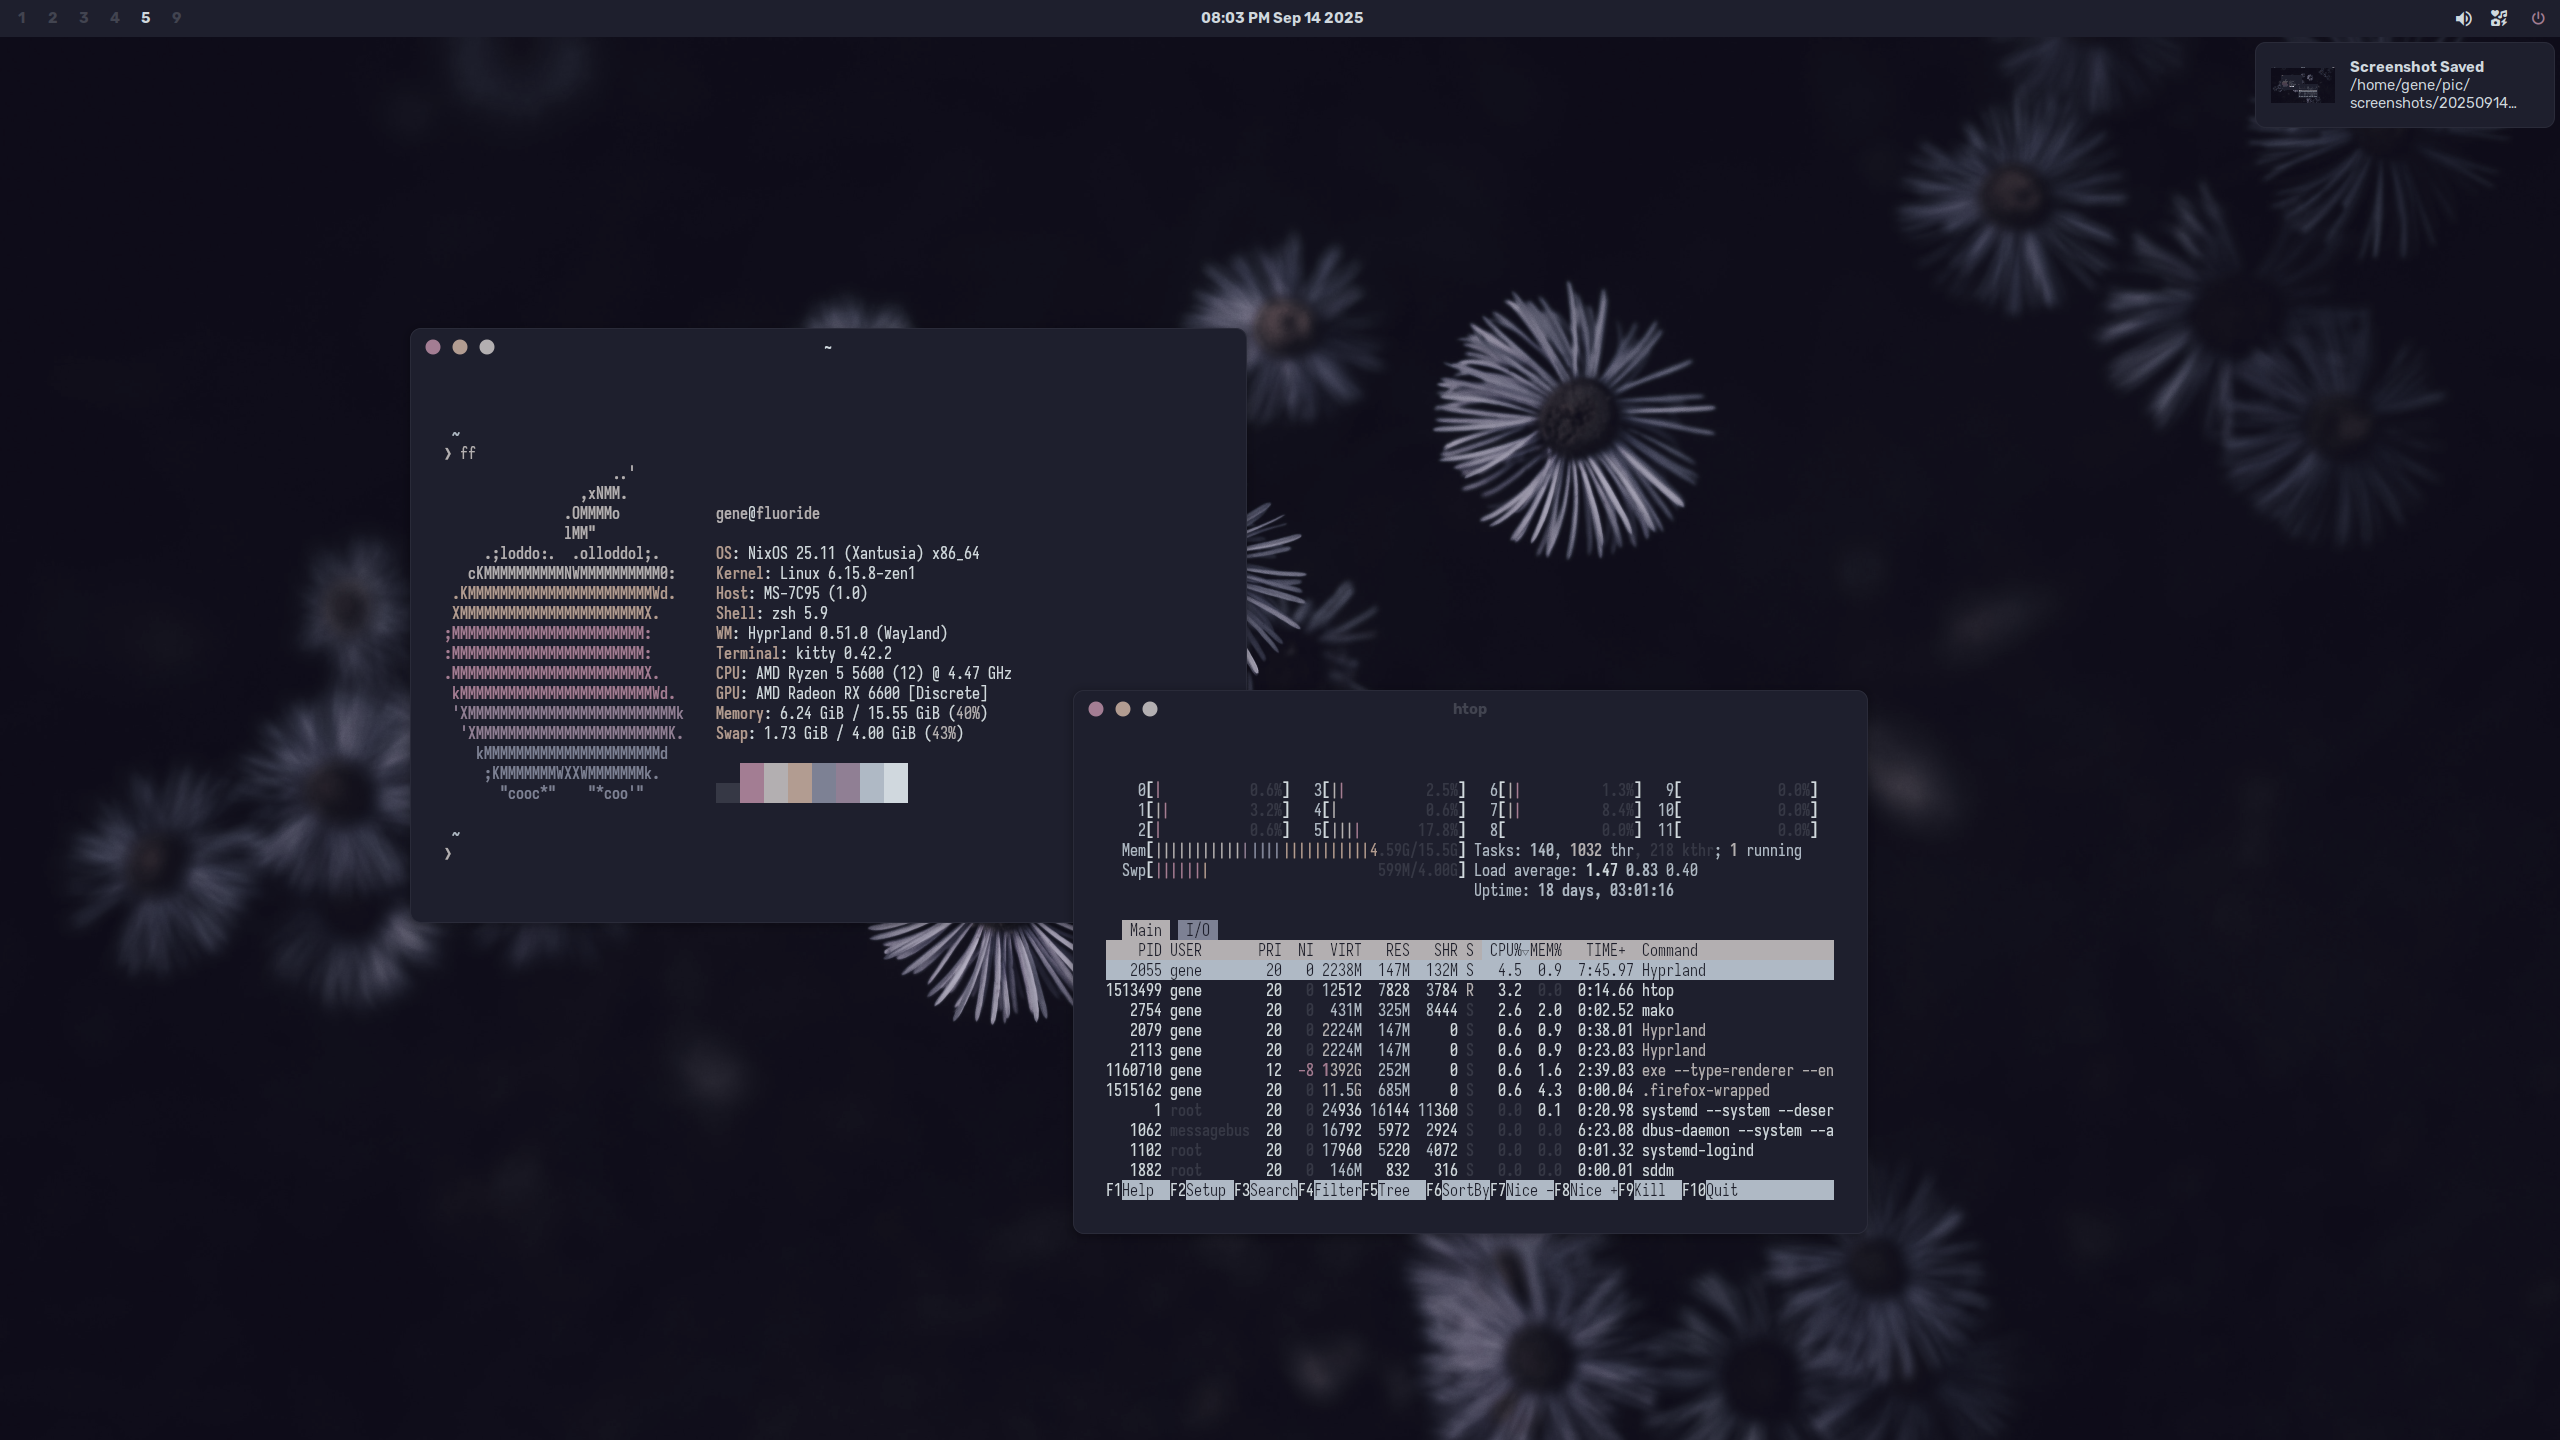 1 2 3 4 5 9
08:03 PM Sep 14 2025
Screenshot Saved
/home/gene/pic/
screenshots/20250914…
~
~
❯ ff
..'
,xNMM.
.OMMMMo
lMM"
.;loddo:.  .olloddol;.
cKMMMMMMMMMMNWMMMMMMMMMM0:
.KMMMMMMMMMMMMMMMMMMMMMMMWd.
XMMMMMMMMMMMMMMMMMMMMMMMX.
;MMMMMMMMMMMMMMMMMMMMMMMM:
:MMMMMMMMMMMMMMMMMMMMMMMM:
.MMMMMMMMMMMMMMMMMMMMMMMMX.
kMMMMMMMMMMMMMMMMMMMMMMMMWd.
'XMMMMMMMMMMMMMMMMMMMMMMMMMMk
'XMMMMMMMMMMMMMMMMMMMMMMMMK.
kMMMMMMMMMMMMMMMMMMMMMMd
;KMMMMMMMWXXWMMMMMMMk.
"cooc*"    "*coo'"
gene@fluoride
OS: NixOS 25.11 (Xantusia) x86_64
Kernel: Linux 6.15.8-zen1
Host: MS-7C95 (1.0)
Shell: zsh 5.9
WM: Hyprland 0.51.0 (Wayland)
Terminal: kitty 0.42.2
CPU: AMD Ryzen 5 5600 (12) @ 4.47 GHz
GPU: AMD Radeon RX 6600 [Discrete]
Memory: 6.24 GiB / 15.55 GiB (40%)
Swap: 1.73 GiB / 4.00 GiB (43%)
~
❯
htop
0[| 0.6%] 3[|| 2.5%] 6[|| 1.3%] 9[ 0.0%]
1[|| 3.2%] 4[| 0.6%] 7[|| 8.4%] 10[ 0.0%]
2[| 0.6%] 5[|||| 17.8%] 8[ 0.0%] 11[ 0.0%]
Mem[|||||||||||||||||||||||||||4.59G/15.5G] Tasks: 140, 1032 thr, 218 kthr; 1 running
Swp[||||||| 599M/4.00G] Load average: 1.47 0.83 0.40
Uptime: 18 days, 03:01:16
Main I/O
PID USER PRI NI VIRT RES SHR S CPU%▽MEM% TIME+ Command
2055 gene 20 0 2238M 147M 132M S 4.5 0.9 7:45.97 Hyprland
1513499 gene 20 0 12512 7828 3784 R 3.2 0.0 0:14.66 htop
2754 gene 20 0 431M 325M 8444 S 2.6 2.0 0:02.52 mako
2079 gene 20 0 2224M 147M 0 S 0.6 0.9 0:38.01 Hyprland
2113 gene 20 0 2224M 147M 0 S 0.6 0.9 0:23.03 Hyprland
1160710 gene 12 -8 1392G 252M 0 S 0.6 1.6 2:39.03 exe --type=renderer --en
1515162 gene 20 0 11.5G 685M 0 S 0.6 4.3 0:00.04 .firefox-wrapped
1 root 20 0 24936 16144 11360 S 0.0 0.1 0:20.98 systemd --system --deser
1062 messagebus 20 0 16792 5972 2924 S 0.0 0.0 6:23.08 dbus-daemon --system --a
1102 root 20 0 17960 5220 4072 S 0.0 0.0 0:01.32 systemd-logind
1882 root 20 0 146M 832 316 S 0.0 0.0 0:00.01 sddm
F1Help F2Setup F3SearchF4FilterF5Tree F6SortByF7Nice -F8Nice +F9Kill F10Quit